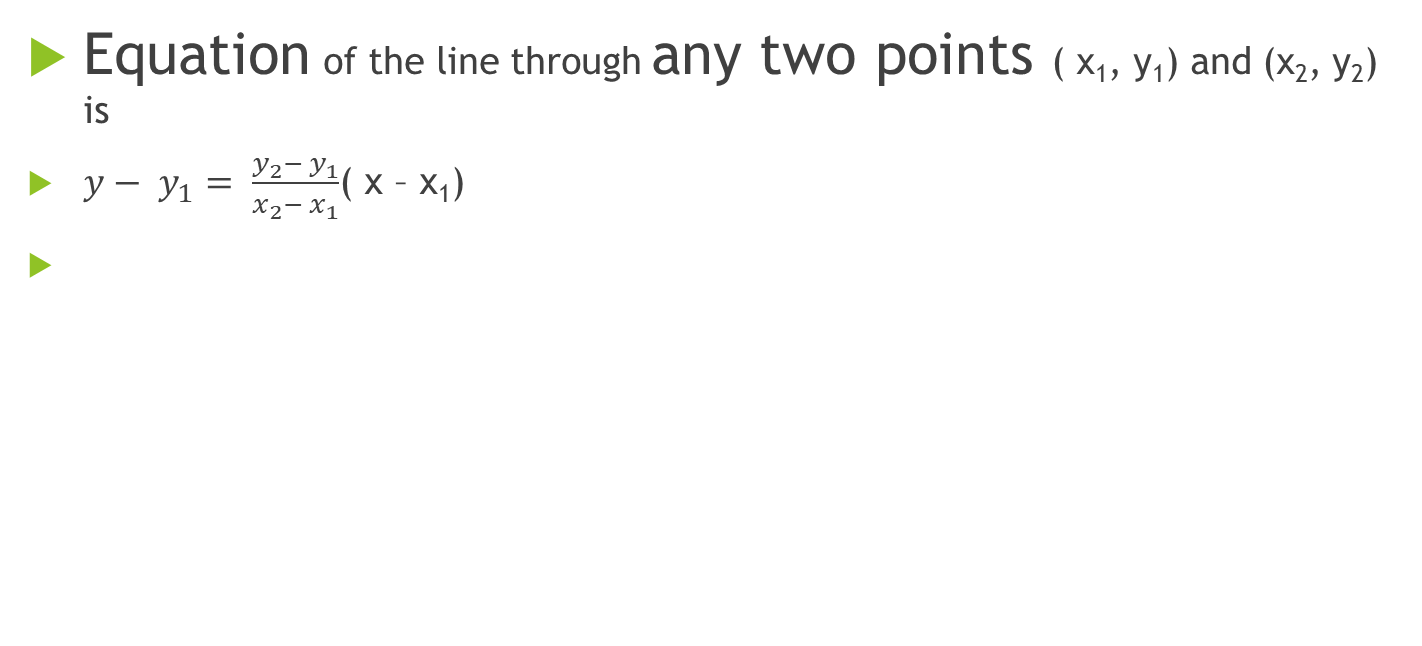 Equation of the line through any two points ( x₁, y₁) and (x₂, y₂)
is
y − y₁ = \frac{y₂− y₁}{x₂− x₁}( x - x₁)